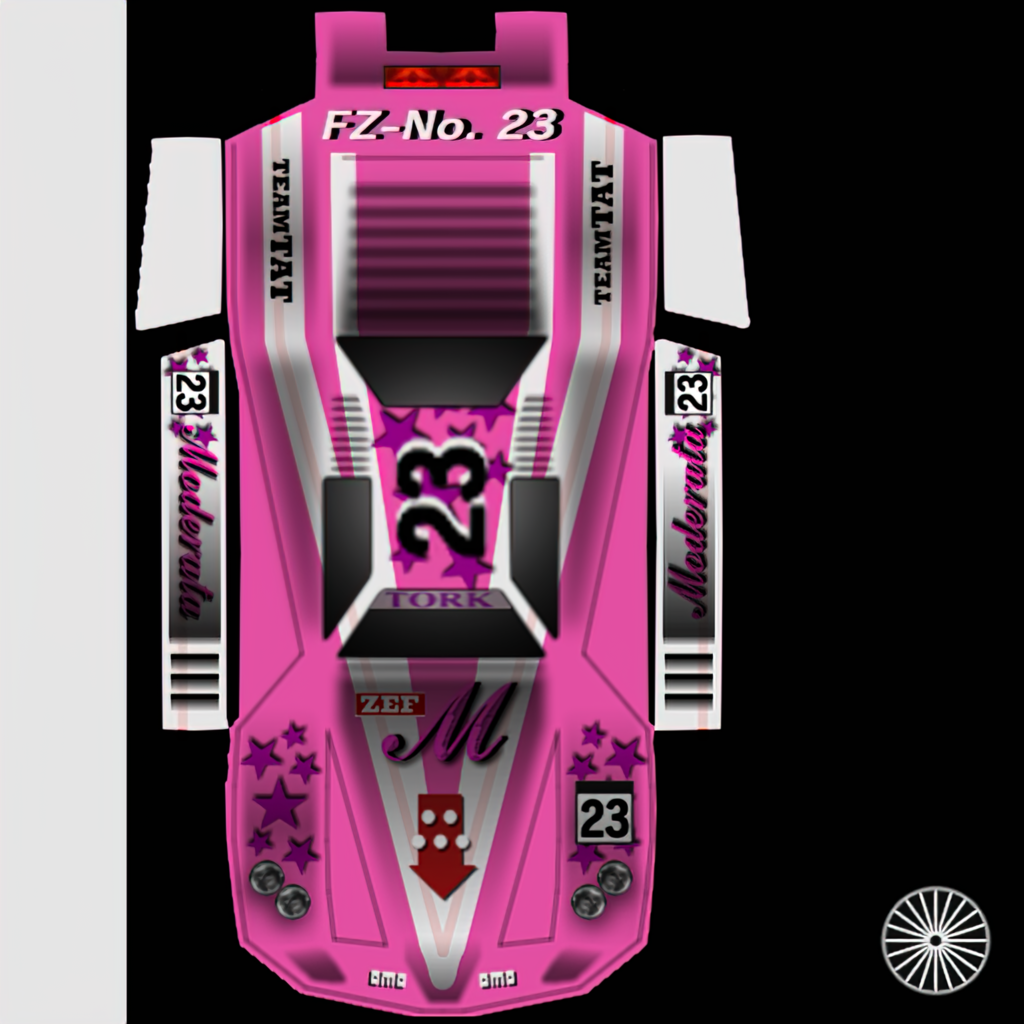 FZ-No. 23
TEAMTAT
TEAMTAT
23
23
Moderata
Moderata
23
TORK
ZEF
M
23